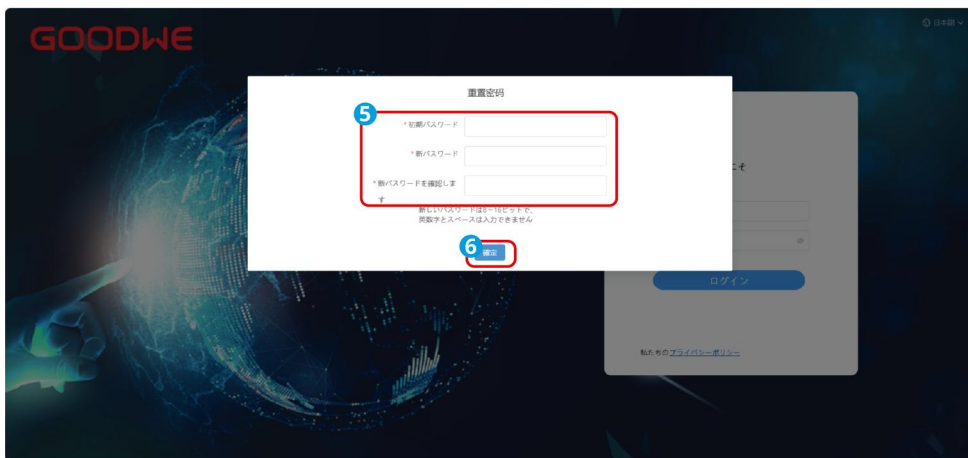 GOODWE
日本語
重置密码
5
*初期パスワード
*新パスワード
*新パスワードを確認しま
す
新しいパスワードは8~16ビットで、
英数字とスペースは入力できません
6
確定
こそ
ログイン
私たちのプライバシーポリシー